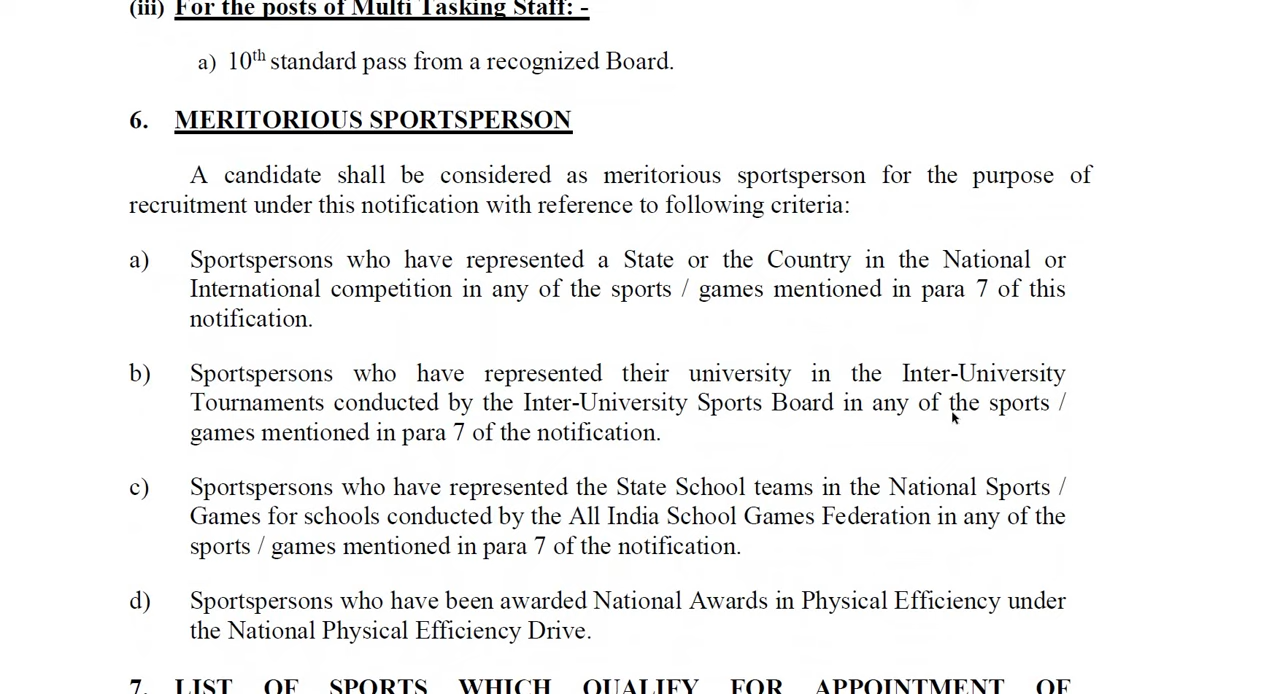 (iii) For the posts of Multi Tasking Staff: -
a) 10th standard pass from a recognized Board.
6. MERITORIOUS SPORTSPERSON
A candidate shall be considered as meritorious sportsperson for the purpose of
recruitment under this notification with reference to following criteria:
a) Sportspersons who have represented a State or the Country in the National or
International competition in any of the sports / games mentioned in para 7 of this
notification.
b) Sportspersons who have represented their university in the Inter-University
Tournaments conducted by the Inter-University Sports Board in any of the sports /
games mentioned in para 7 of the notification.
c) Sportspersons who have represented the State School teams in the National Sports /
Games for schools conducted by the All India School Games Federation in any of the
sports / games mentioned in para 7 of the notification.
d) Sportspersons who have been awarded National Awards in Physical Efficiency under
the National Physical Efficiency Drive.
7. LIST OF SPORTS WHICH QUALIFY FOR APPOINTMENT OF